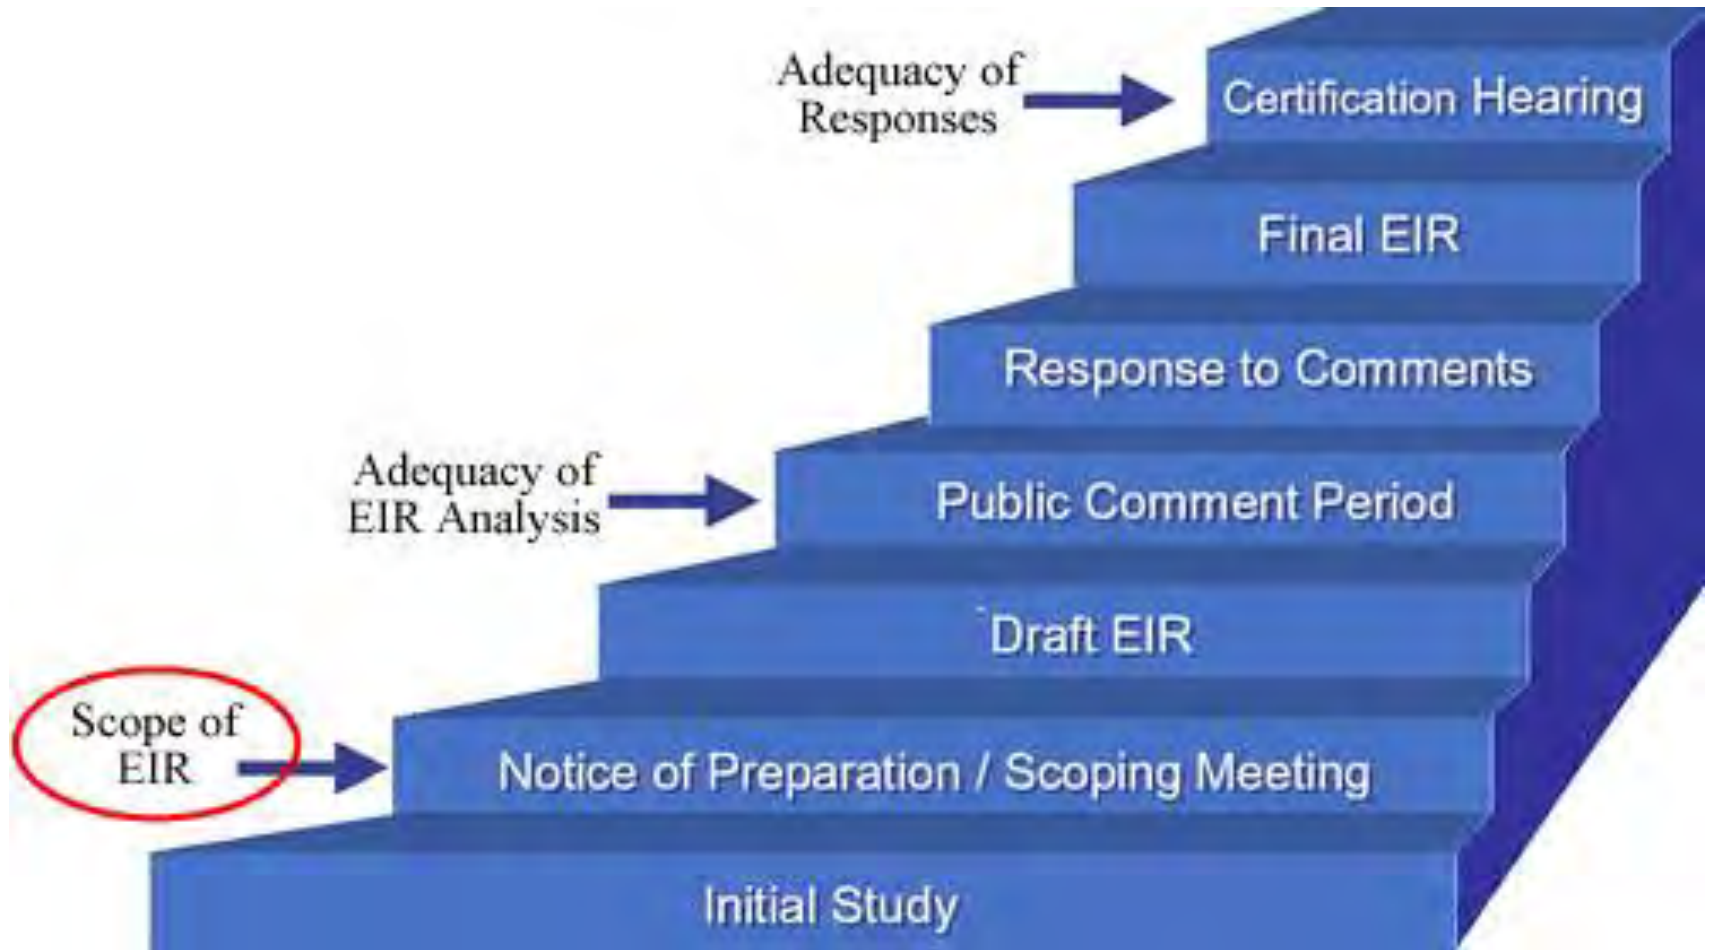 Adequacy of
Responses
Certification Hearing
Final EIR
Response to Comments
Adequacy of
EIR Analysis
Public Comment Period
Draft EIR
Scope of
EIR
Notice of Preparation / Scoping Meeting
Initial Study